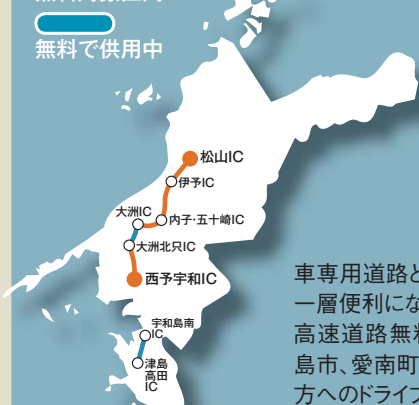 無料で供用中
松山IC
伊予IC
大洲IC
内子・五十崎IC
大洲北只IC
西予宇和IC
宇和島南
IC
津島
高田
IC
車専用道路と
一層便利にな
高速道路無料
島市、愛南町
方へのドライブ